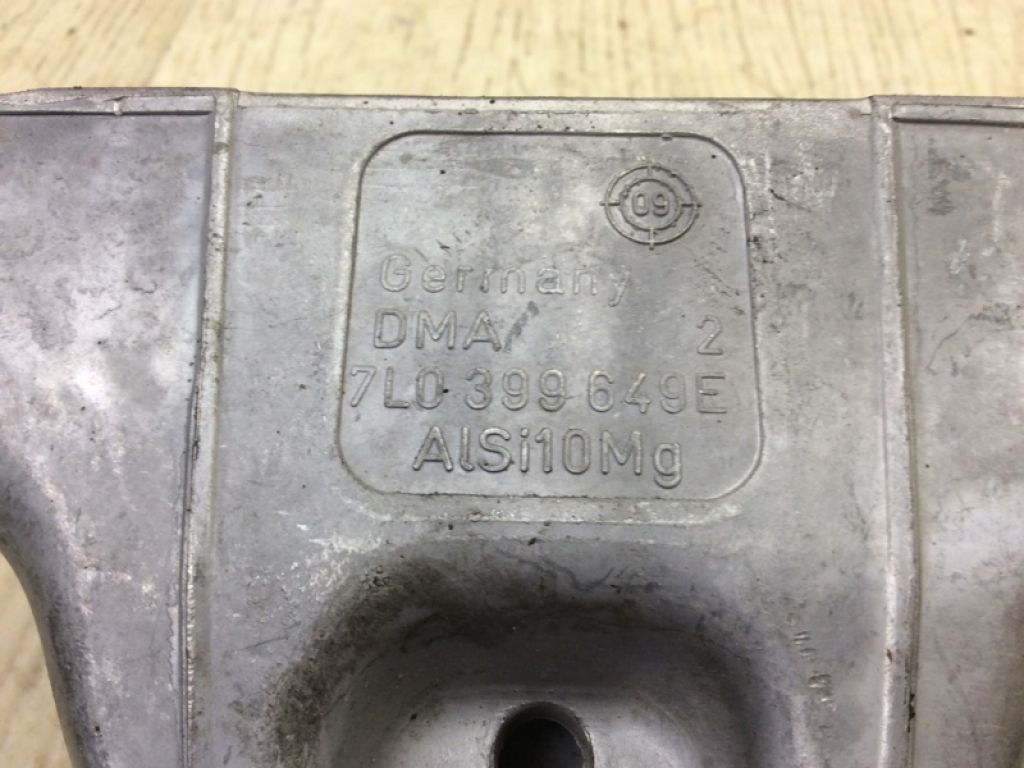 09
Germany
DMA 2
7L0 399 649E
AlSi10Mg